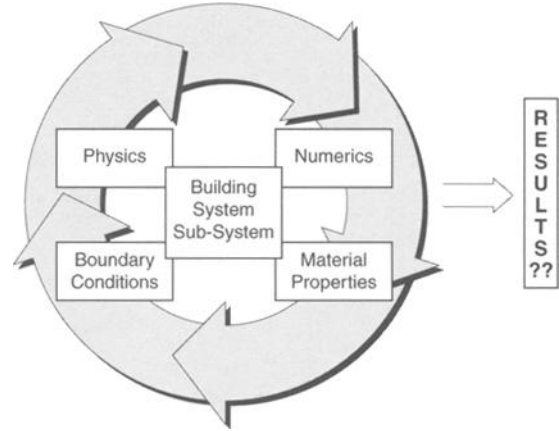 Physics
Numerics
Building
System
Sub-System
Boundary
Conditions
Material
Properties
R
E
S
U
L
T
S
??